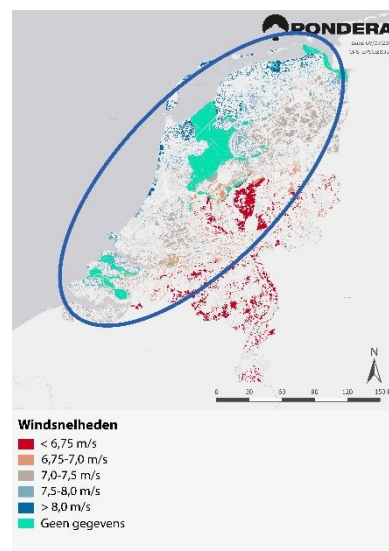 PONDERA
0 30 60 90 120 150
N
Windsnelheden
< 6,75 m/s
6,75-7,0 m/s
7,0-7,5 m/s
7,5-8,0 m/s
> 8,0 m/s
Geen gegevens